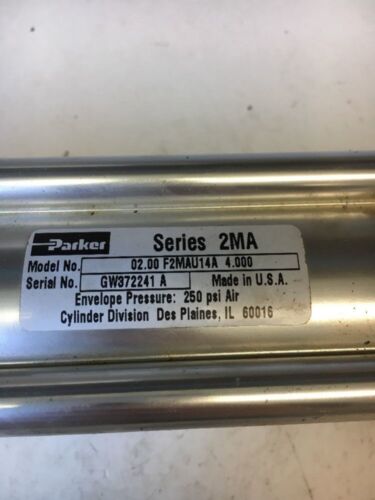 Parker Series 2MA
Model No. 02.00 F2MAU14A 4.000
Serial No. GW372241 A Made in U.S.A.
Envelope Pressure: 250 psi Air
Cylinder Division Des Plaines, IL 60016